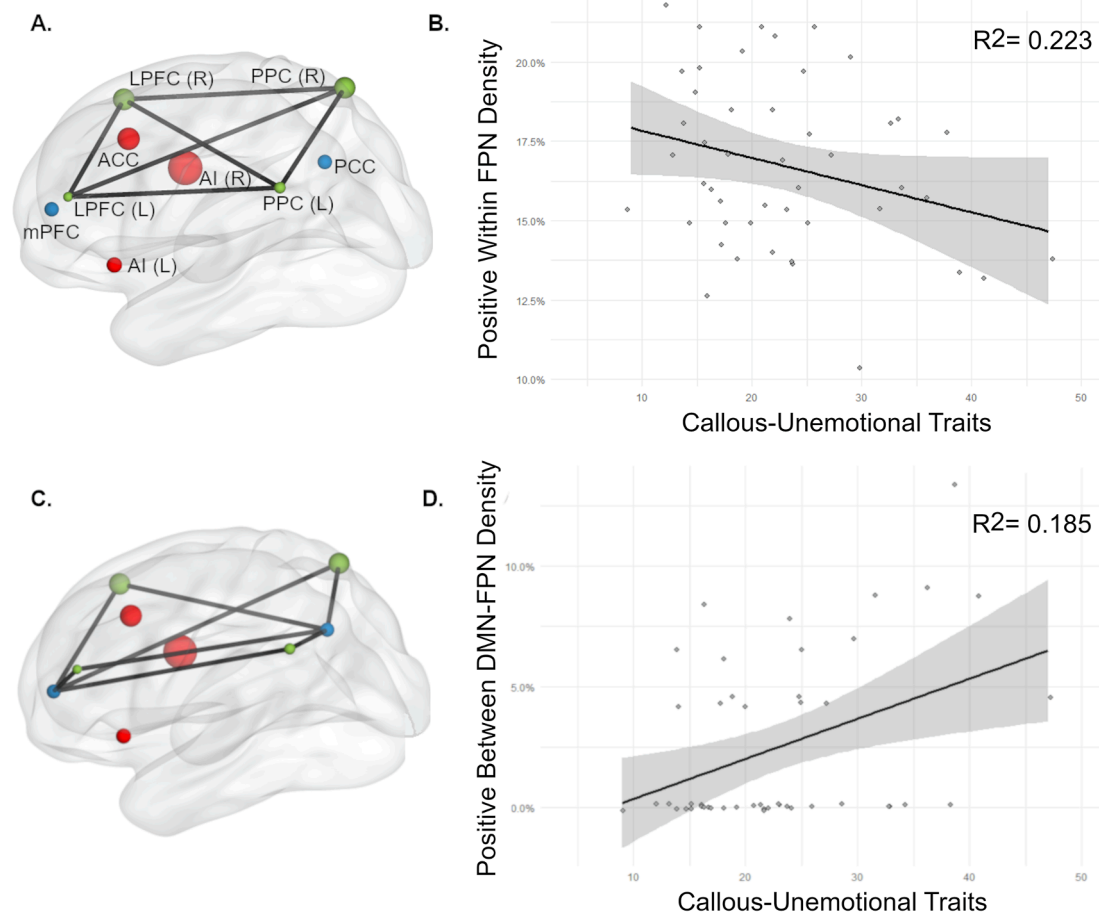 A.
LPFC (R)
PPC (R)
ACC
AI (R)
PCC
LPFC (L)
PPC (L)
mPFC
AI (L)
B.
R2= 0.223
Positive Within FPN Density
20.0%
17.5%
15.0%
12.5%
10.0%
10 20 30 40 50
Callous-Unemotional Traits
C.
D.
R2= 0.185
Positive Between DMN-FPN Density
10.0%
5.0%
0.0%
10 20 30 40 50
Callous-Unemotional Traits